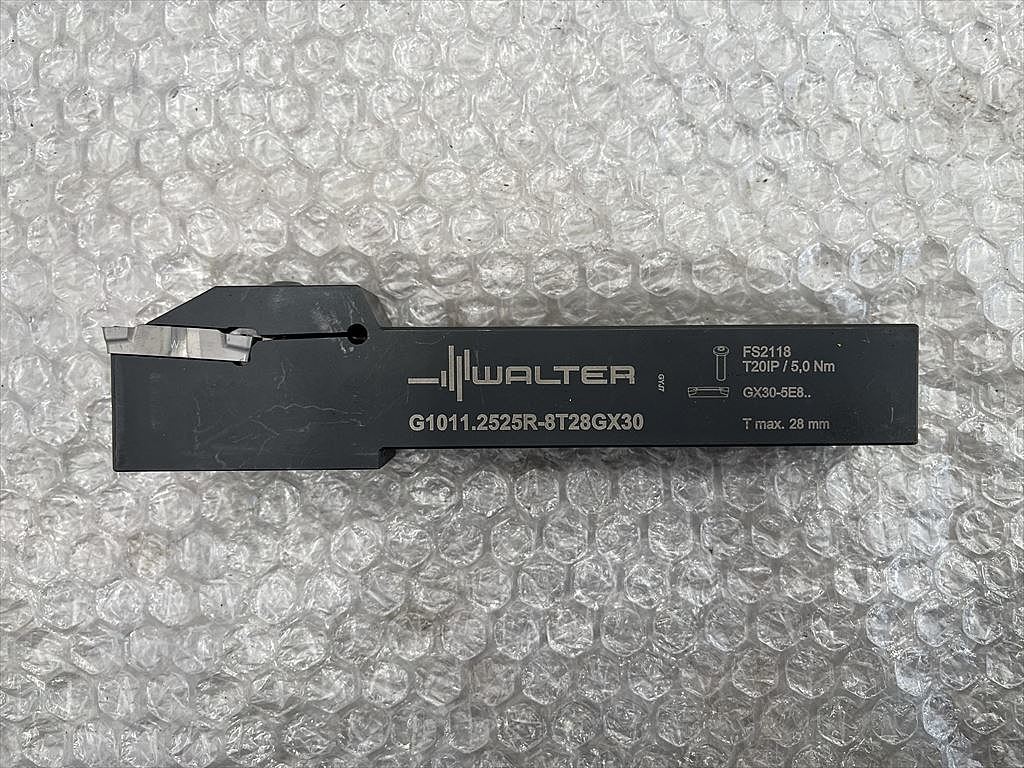 WALTER
G1011.2525R-8T28GX30
FS2118
T20IP / 5,0 Nm
GX30-5E8..
T max. 28 mm